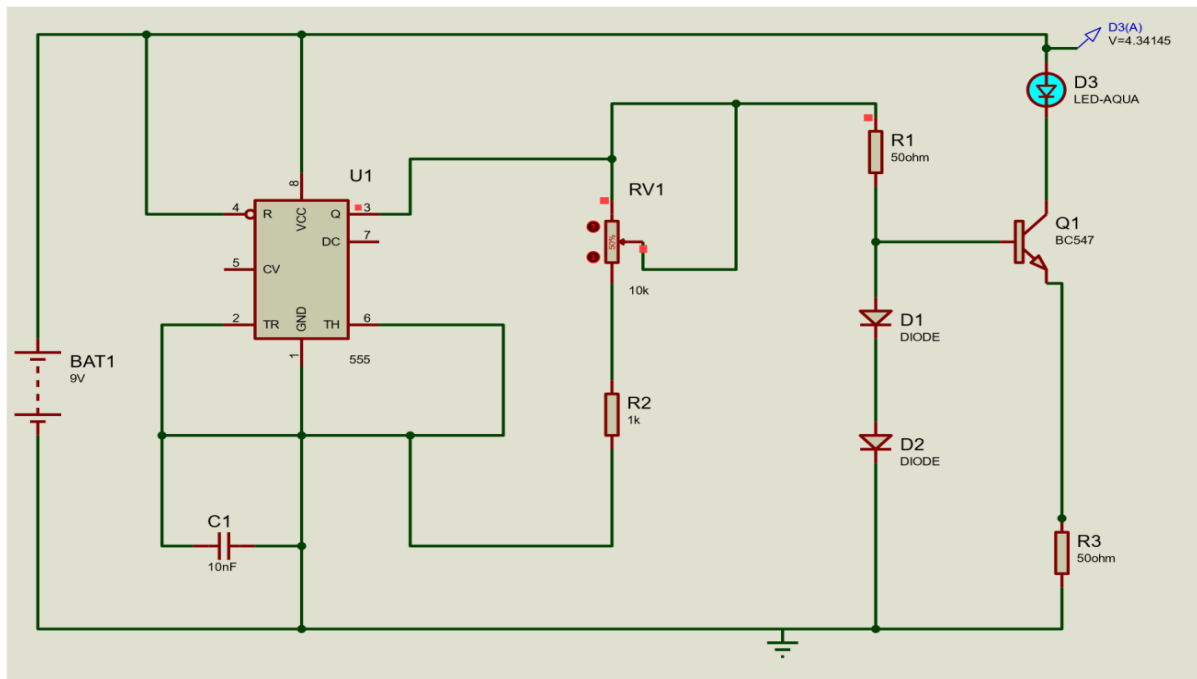 D3(A)
V=4.34145
D3
LED-AQUA
U1
8
VCC
4
R
Q
3
DC
7
5
CV
2
TR
GND
TH
6
1
555
RV1
50%
10k
R1
50ohm
Q1
BC547
D1
DIODE
BAT1
9V
R2
1k
D2
DIODE
C1
10nF
R3
50ohm